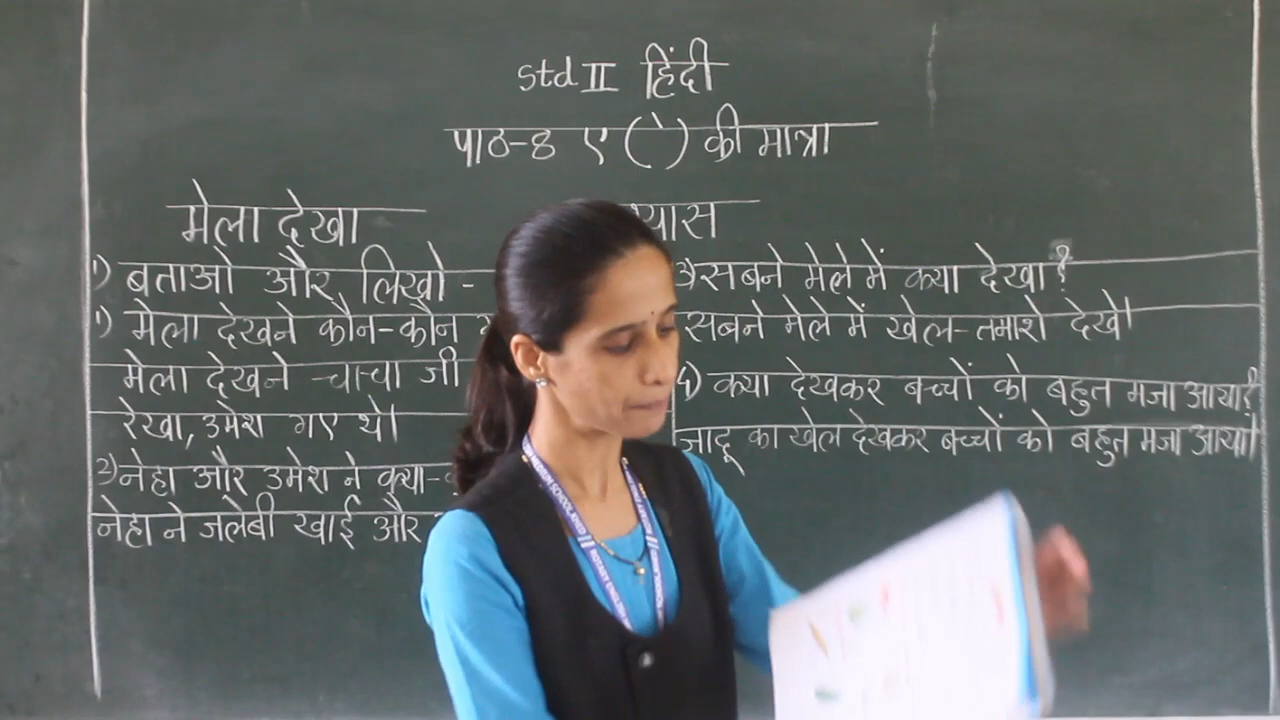 std II हिंदी
पाठ-8 ए ( े ) की मात्रा
मेला देखा
1) बताओ और लिखो -
1) मेला देखने कौन-कौन
मेला देखने चाचा जी
रेखा, उमेश गए थे।
2) नेहा और उमेश ने क्या-
नेहा ने जलेबी खाई और
3) सबने मेले में क्या देखा?
सबने मेले में खेल-तमाशे देखे।
क्या देखकर बच्चों को बहुत मजा आया?
जादू का खेल देखकर बच्चों को बहुत मजा आया।